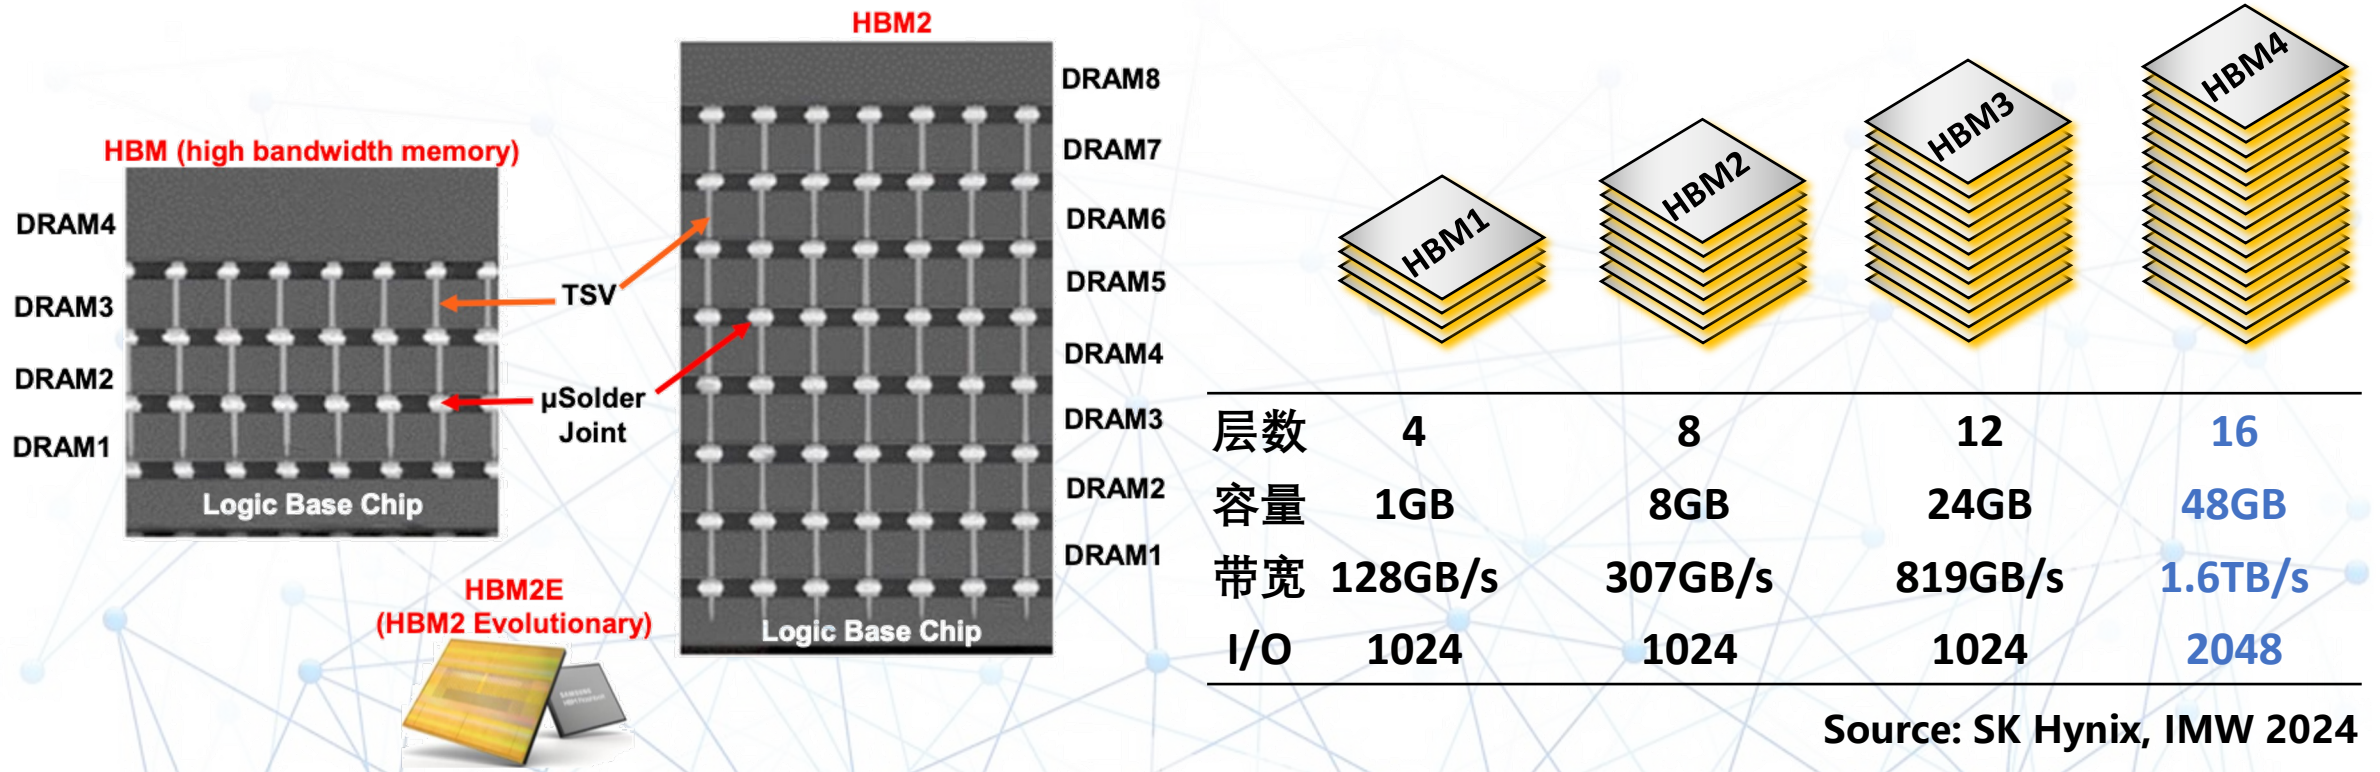 HBM (high bandwidth memory)
DRAM4
DRAM3
DRAM2
DRAM1
Logic Base Chip
TSV
μSolder
Joint
HBM2E
(HBM2 Evolutionary)
SAMSUNG
HBM2
DRAM8
DRAM7
DRAM6
DRAM5
DRAM4
DRAM3
DRAM2
DRAM1
Logic Base Chip
HBM1
HBM2
HBM3
HBM4
层数 4 8 12 16
容量 1GB 8GB 24GB 48GB
带宽 128GB/s 307GB/s 819GB/s 1.6TB/s
I/O 1024 1024 1024 2048
Source: SK Hynix, IMW 2024